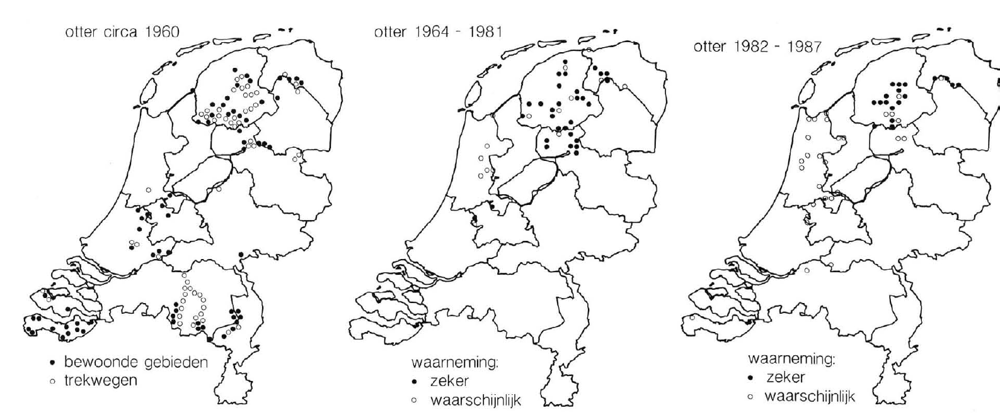 otter circa 1960
● bewoonde gebieden
○ trekwegen
otter 1964 - 1981
waarneming:
● zeker
○ waarschijnlijk
otter 1982 - 1987
waarneming:
● zeker
○ waarschijnlijk